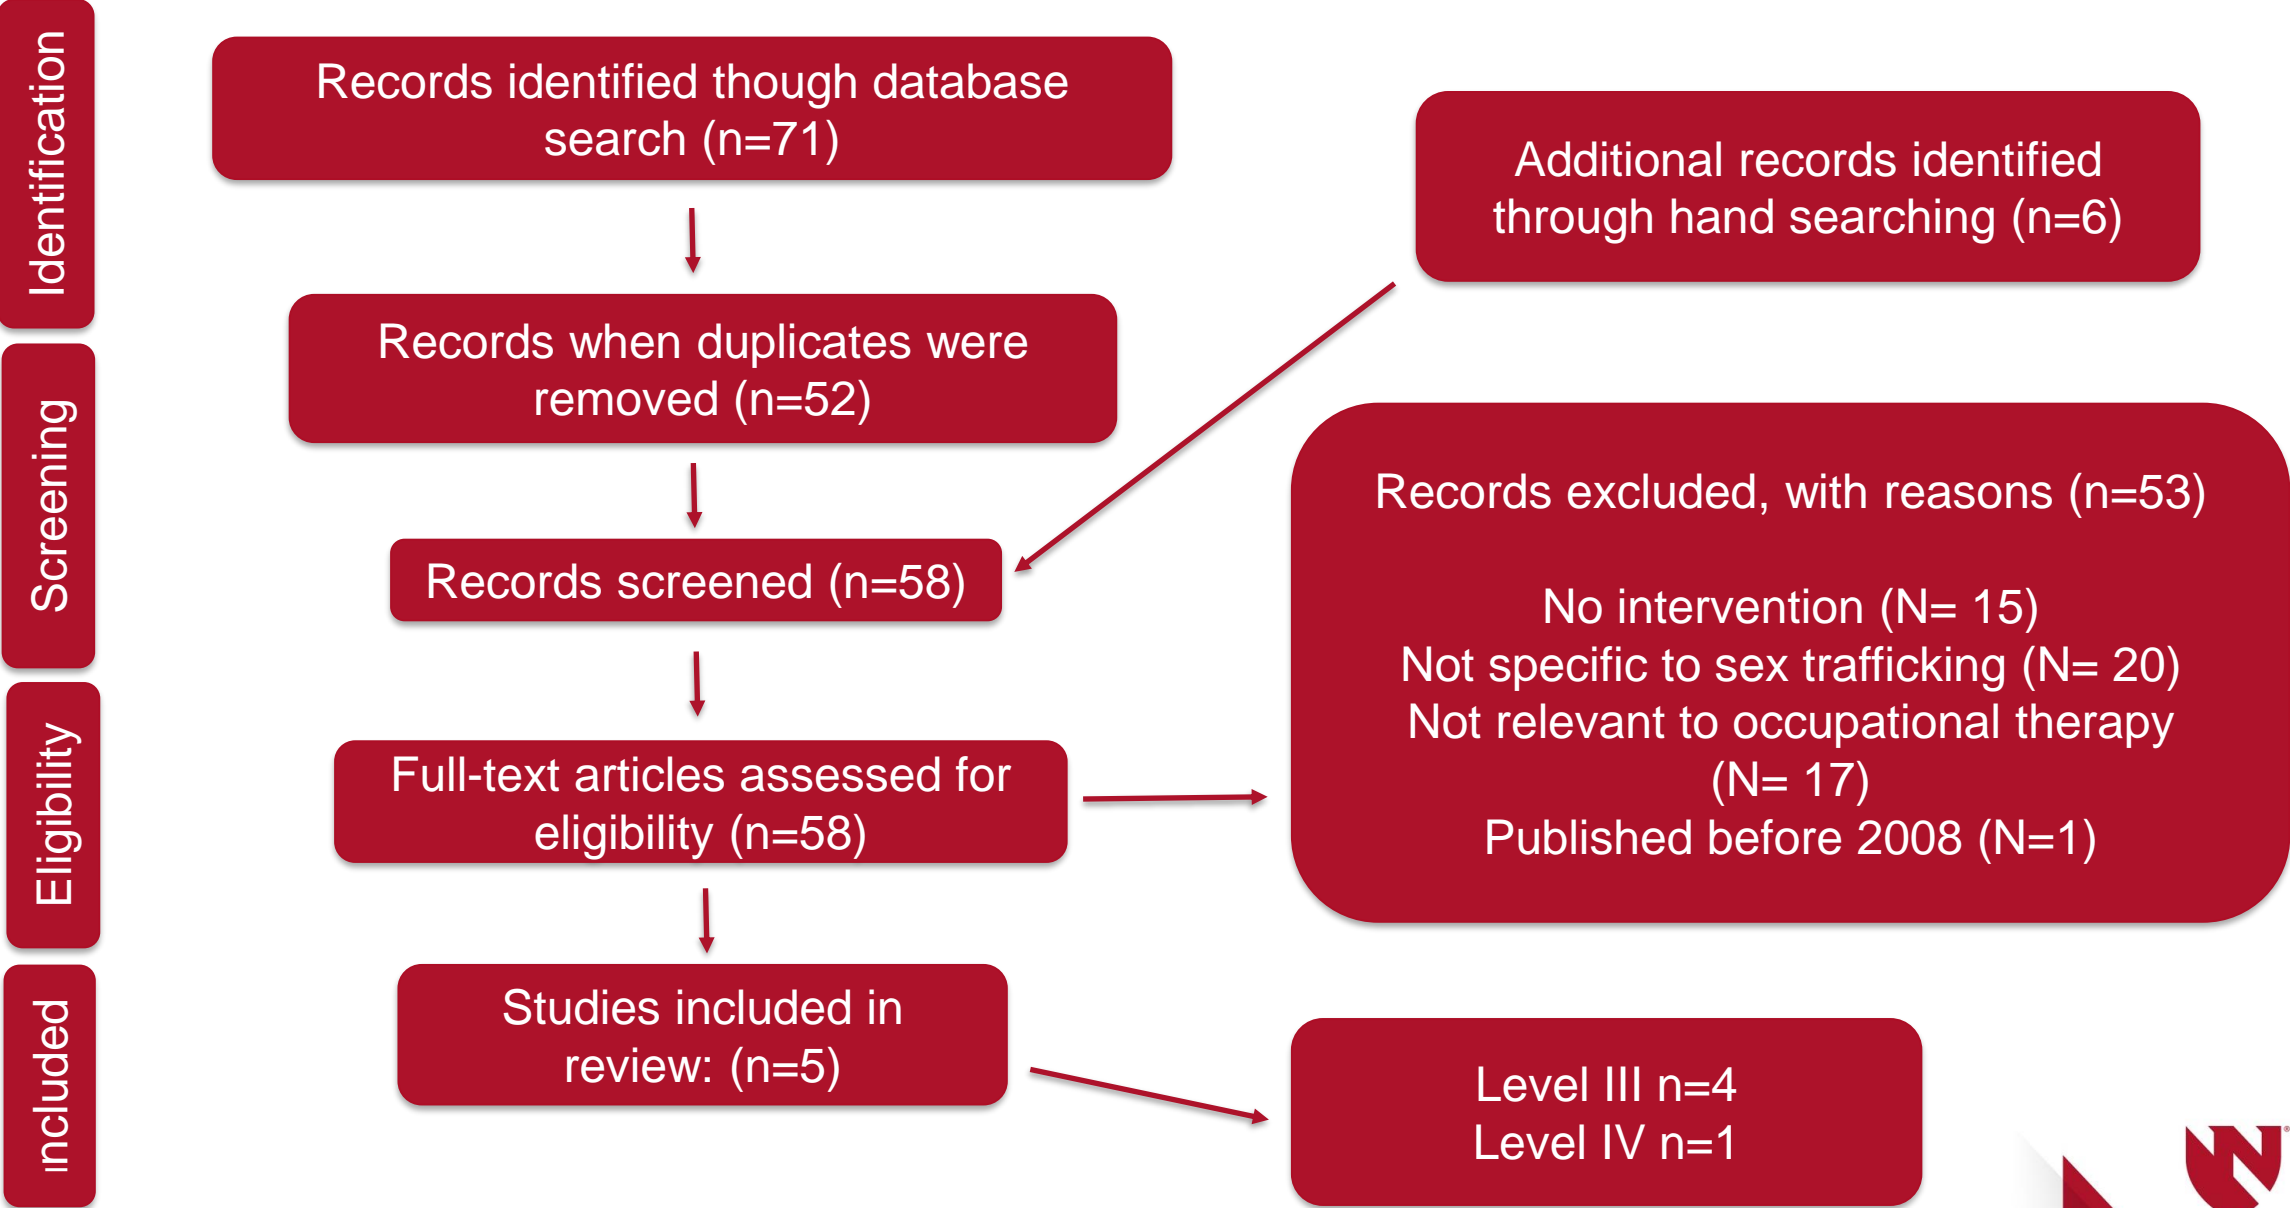 Identification
Records identified though database
search (n=71)
Additional records identified
through hand searching (n=6)
Records when duplicates were
removed (n=52)
Screening
Records screened (n=58)
Records excluded, with reasons (n=53)
No intervention (N= 15)
Not specific to sex trafficking (N= 20)
Not relevant to occupational therapy
(N= 17)
Published before 2008 (N=1)
Eligibility
Full-text articles assessed for
eligibility (n=58)
Included
Studies included in
review: (n=5)
Level III n=4
Level IV n=1
N
®